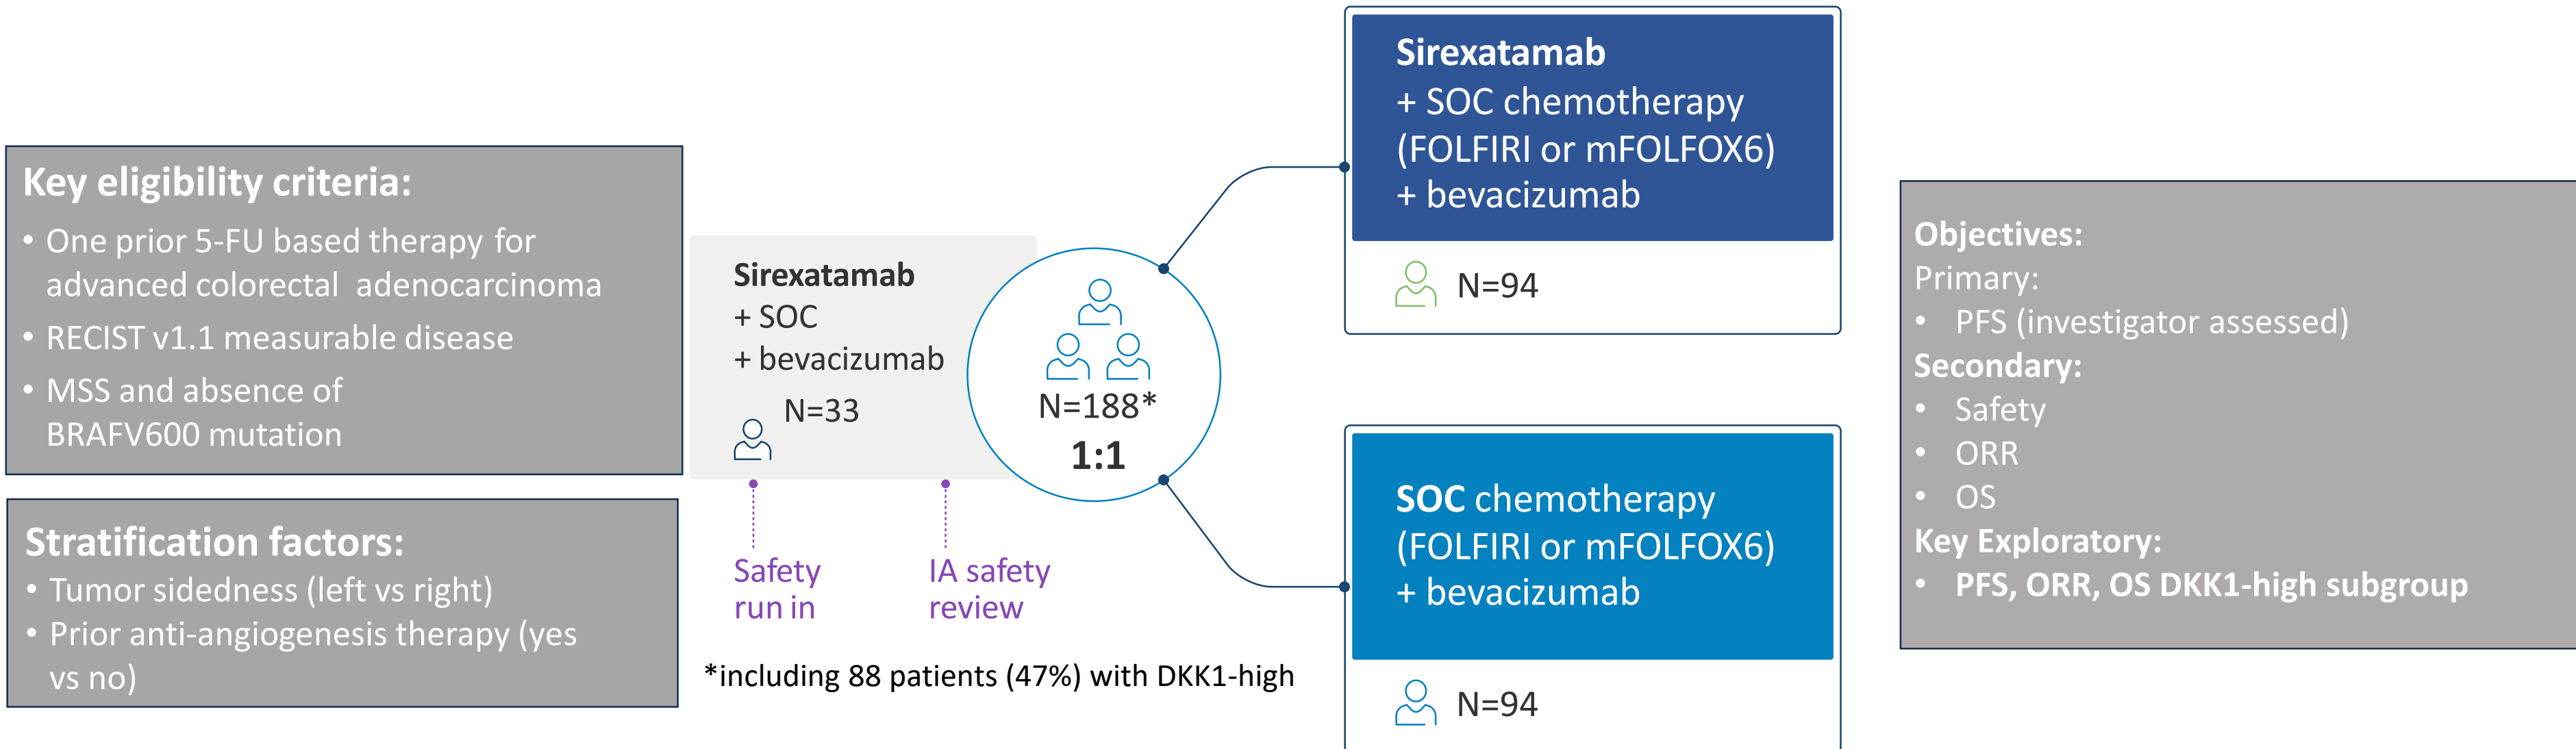 Key eligibility criteria:
• One prior 5-FU based therapy for
advanced colorectal adenocarcinoma
• RECIST v1.1 measurable disease
• MSS and absence of
BRAFV600 mutation
Stratification factors:
• Tumor sidedness (left vs right)
• Prior anti-angiogenesis therapy (yes
vs no)
Sirexatamab
+ SOC
+ bevacizumab
N=33
Safety
run in
IA safety
review
N=188*
1:1
*including 88 patients (47%) with DKK1-high
Sirexatamab
+ SOC chemotherapy
(FOLFIRI or mFOLFOX6)
+ bevacizumab
N=94
SOC chemotherapy
(FOLFIRI or mFOLFOX6)
+ bevacizumab
N=94
Objectives:
Primary:
• PFS (investigator assessed)
Secondary:
• Safety
• ORR
• OS
Key Exploratory:
• PFS, ORR, OS DKK1-high subgroup